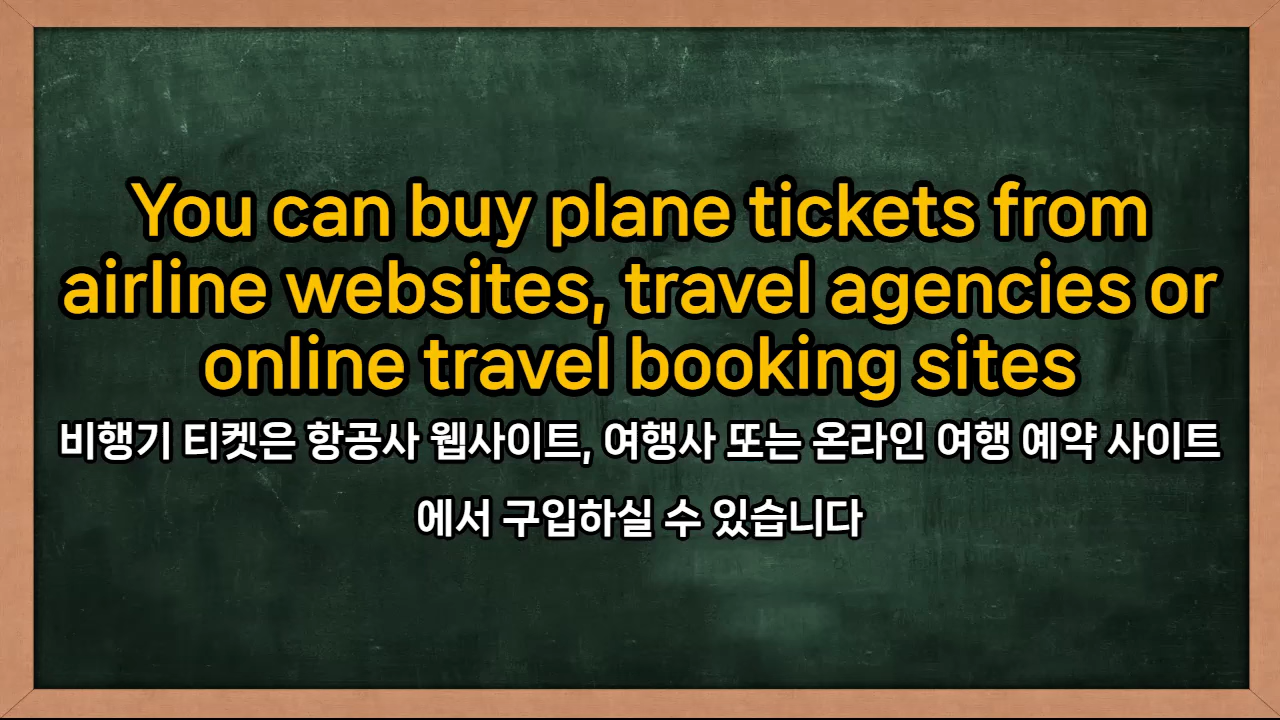 You can buy plane tickets from
airline websites, travel agencies or
online travel booking sites
비행기 티켓은 항공사 웹사이트, 여행사 또는 온라인 여행 예약 사이트
에서 구입하실 수 있습니다